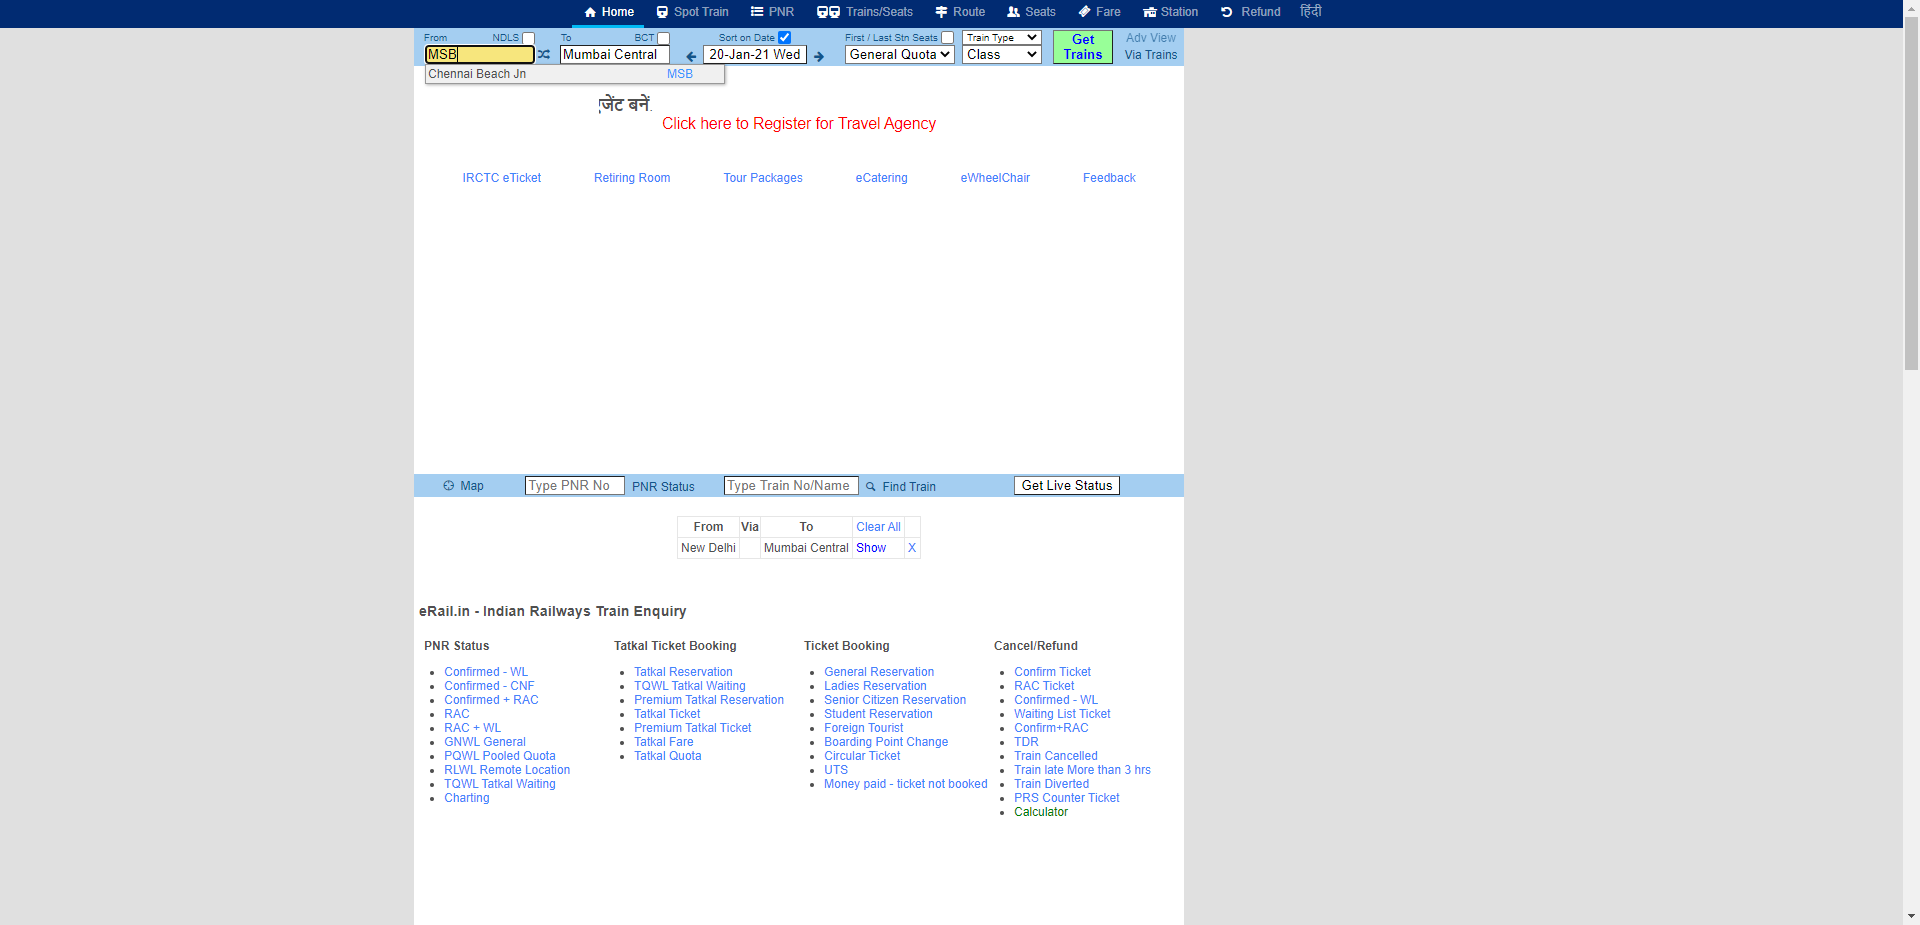 Home Spot Train PNR Trains/Seats Route Seats Fare Station Refund हिंदी
From NDLS To BCT Sort on Date First / Last Stn Seats Train Type Get Trains Adv View
MSB Mumbai Central 20-Jan-21 Wed General Quota Class Via Trains
Chennai Beach Jn MSB
जेंट बनें.
Click here to Register for Travel Agency
IRCTC eTicket Retiring Room Tour Packages eCatering eWheelChair Feedback
Map Type PNR No PNR Status Type Train No/Name Find Train Get Live Status
From Via To Clear All
New Delhi Mumbai Central Show X
eRail.in - Indian Railways Train Enquiry
PNR Status
Confirmed - WL
Confirmed - CNF
Confirmed + RAC
RAC
RAC + WL
GNWL General
PQWL Pooled Quota
RLWL Remote Location
TQWL Tatkal Waiting
Charting
Tatkal Ticket Booking
Tatkal Reservation
TQWL Tatkal Waiting
Premium Tatkal Reservation
Tatkal Ticket
Premium Tatkal Ticket
Tatkal Fare
Tatkal Quota
Ticket Booking
General Reservation
Ladies Reservation
Senior Citizen Reservation
Student Reservation
Foreign Tourist
Boarding Point Change
Circular Ticket
UTS
Money paid - ticket not booked
Cancel/Refund
Confirm Ticket
RAC Ticket
Confirmed - WL
Waiting List Ticket
Confirm+RAC
TDR
Train Cancelled
Train late More than 3 hrs
Train Diverted
PRS Counter Ticket
Calculator